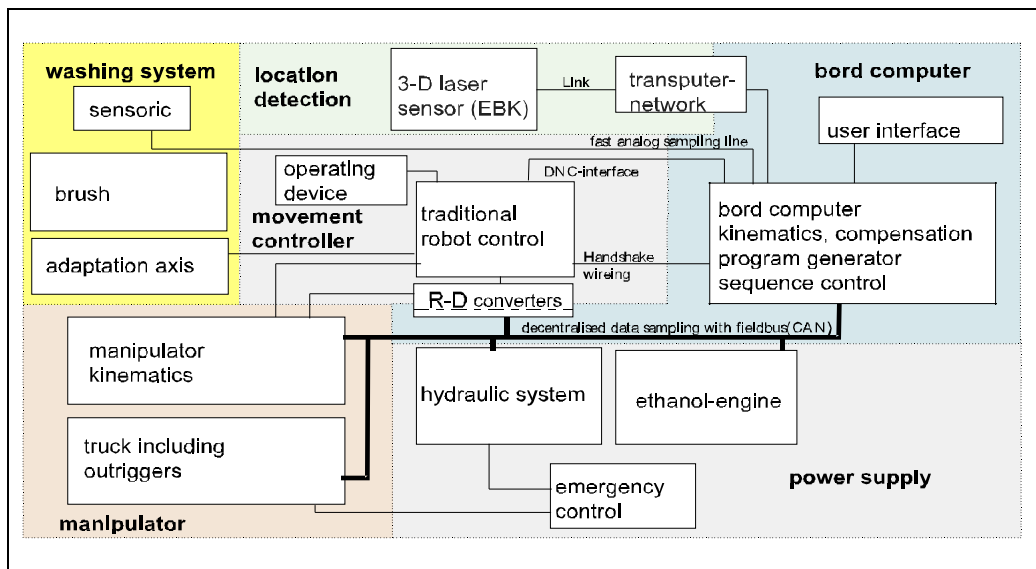 washing system
sensoric
brush
adaptation axis
location
detection
3-D laser
sensor (EBK)
Link
transputer-
network
bord computer
user interface
fast analog sampling line
DNC-interface
operating
device
movement
controller
traditional
robot control
Handshake
wireing
bord computer
kinematics, compensation
program generator
sequence control
R-D converters
decentralised data sampling with fieldbus(CAN)
manipulator
kinematics
truck including
outriggers
manipulator
hydraulic system
ethanol-engine
emergency
control
power supply